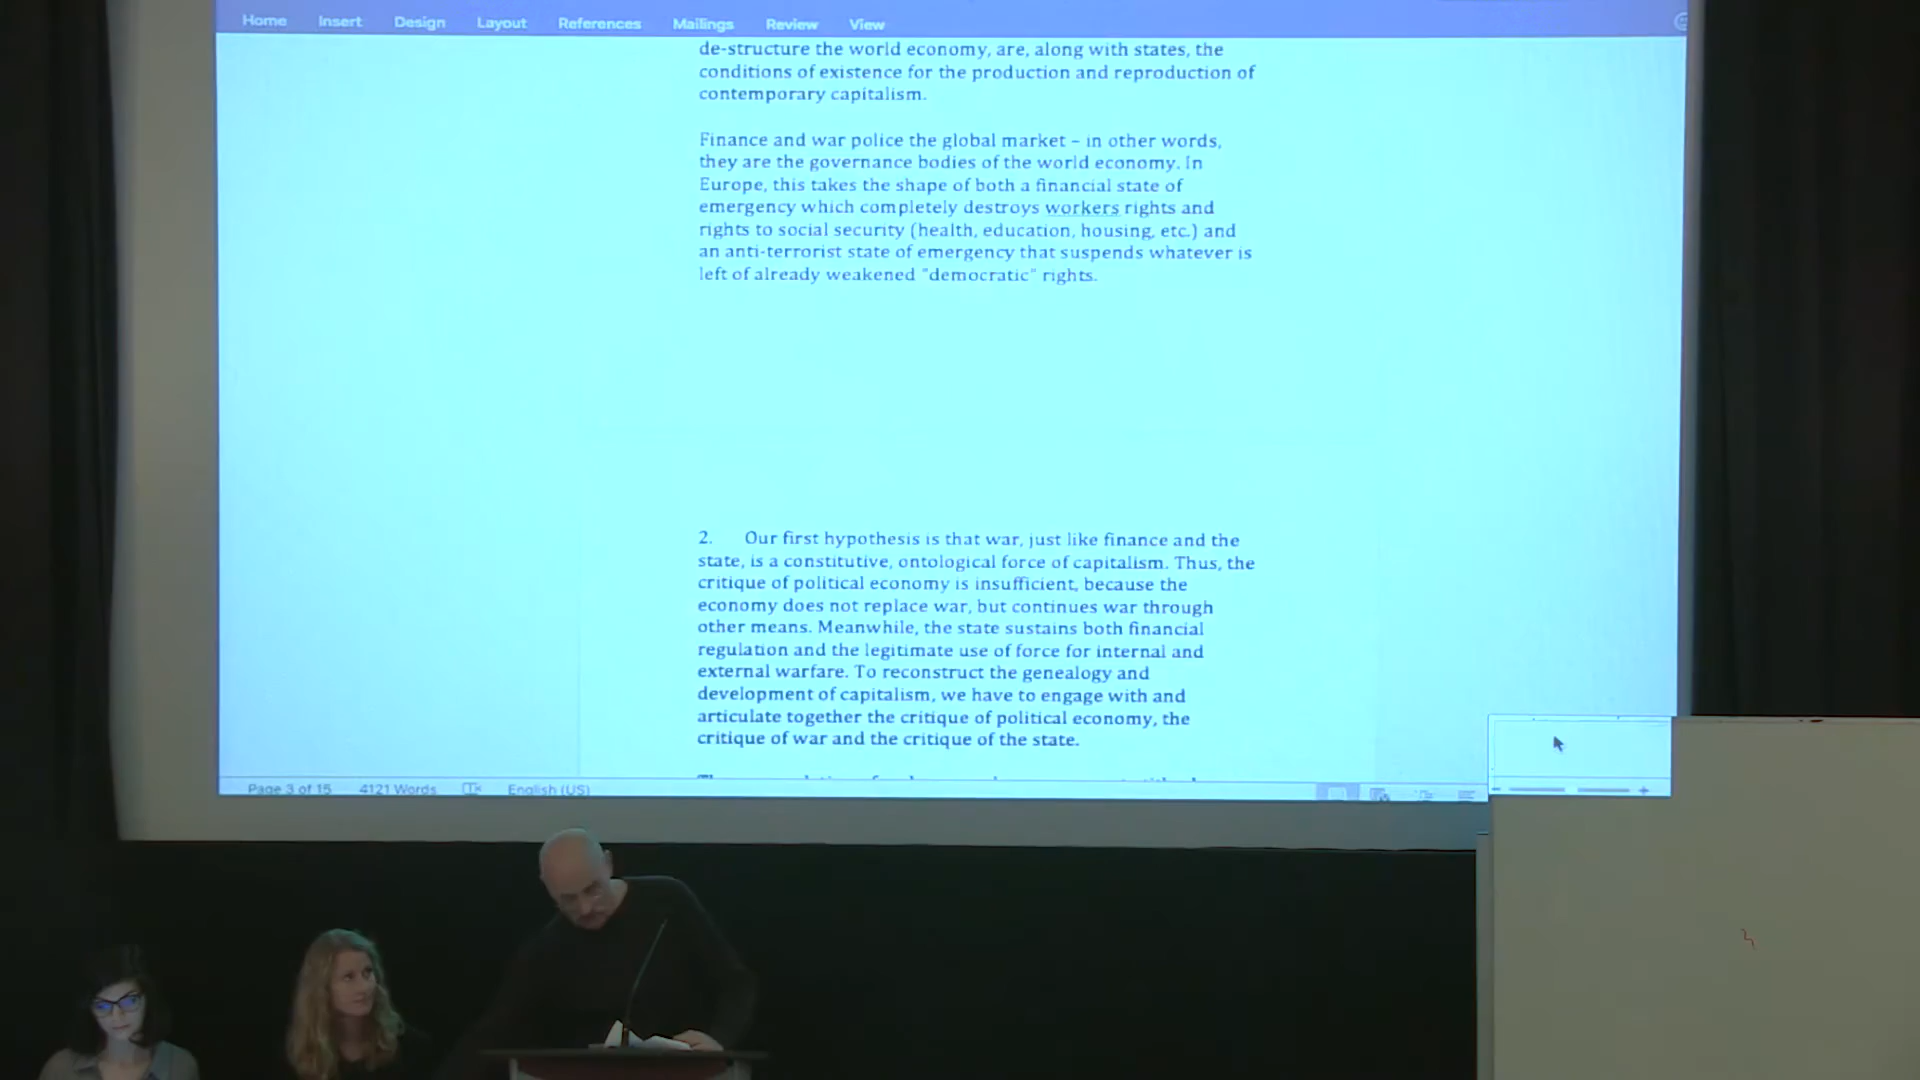 Home Insert Design Layout References Mailings Review View
de-structure the world economy, are, along with states, the
conditions of existence for the production and reproduction of
contemporary capitalism.
Finance and war police the global market – in other words,
they are the governance bodies of the world economy. In
Europe, this takes the shape of both a financial state of
emergency which completely destroys workers rights and
rights to social security (health, education, housing, etc.) and
an anti-terrorist state of emergency that suspends whatever is
left of already weakened "democratic" rights.
2. Our first hypothesis is that war, just like finance and the
state, is a constitutive, ontological force of capitalism. Thus, the
critique of political economy is insufficient, because the
economy does not replace war, but continues war through
other means. Meanwhile, the state sustains both financial
regulation and the legitimate use of force for internal and
external warfare. To reconstruct the genealogy and
development of capitalism, we have to engage with and
articulate together the critique of political economy, the
critique of war and the critique of the state.
Page 3 of 15 4121 Words English (US)